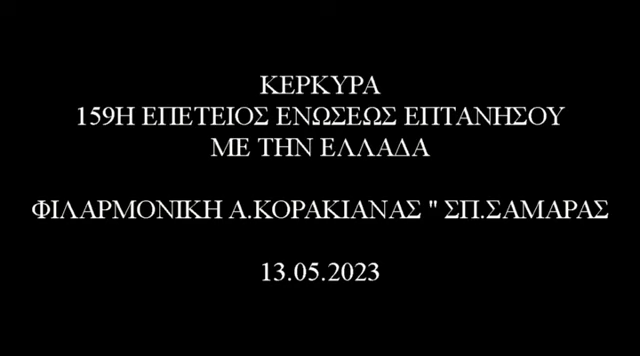 ΚΕΡΚΥΡΑ
159Η ΕΠΕΤΕΙΟΣ ΕΝΩΣΕΩΣ ΕΠΤΑΝΗΣΟΥ
ΜΕ ΤΗΝ ΕΛΛΑΔΑ
ΦΙΛΑΡΜΟΝΙΚΗ Α.ΚΟΡΑΚΙΑΝΑΣ " ΣΠ.ΣΑΜΑΡΑΣ
13.05.2023